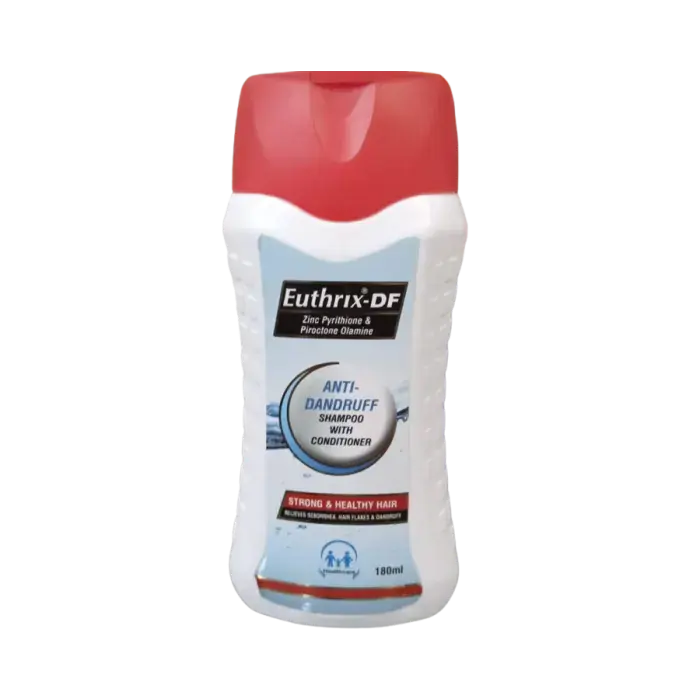 Euthrix®-DF
Zinc Pyrithione &
Piroctone Olamine
ANTI-
DANDRUFF
SHAMPOO
WITH
CONDITIONER
STRONG & HEALTHY HAIR
RELIEVES SEBORRHEA, HAIR FLAKES & DANDRUFF
Healthcare
180ml